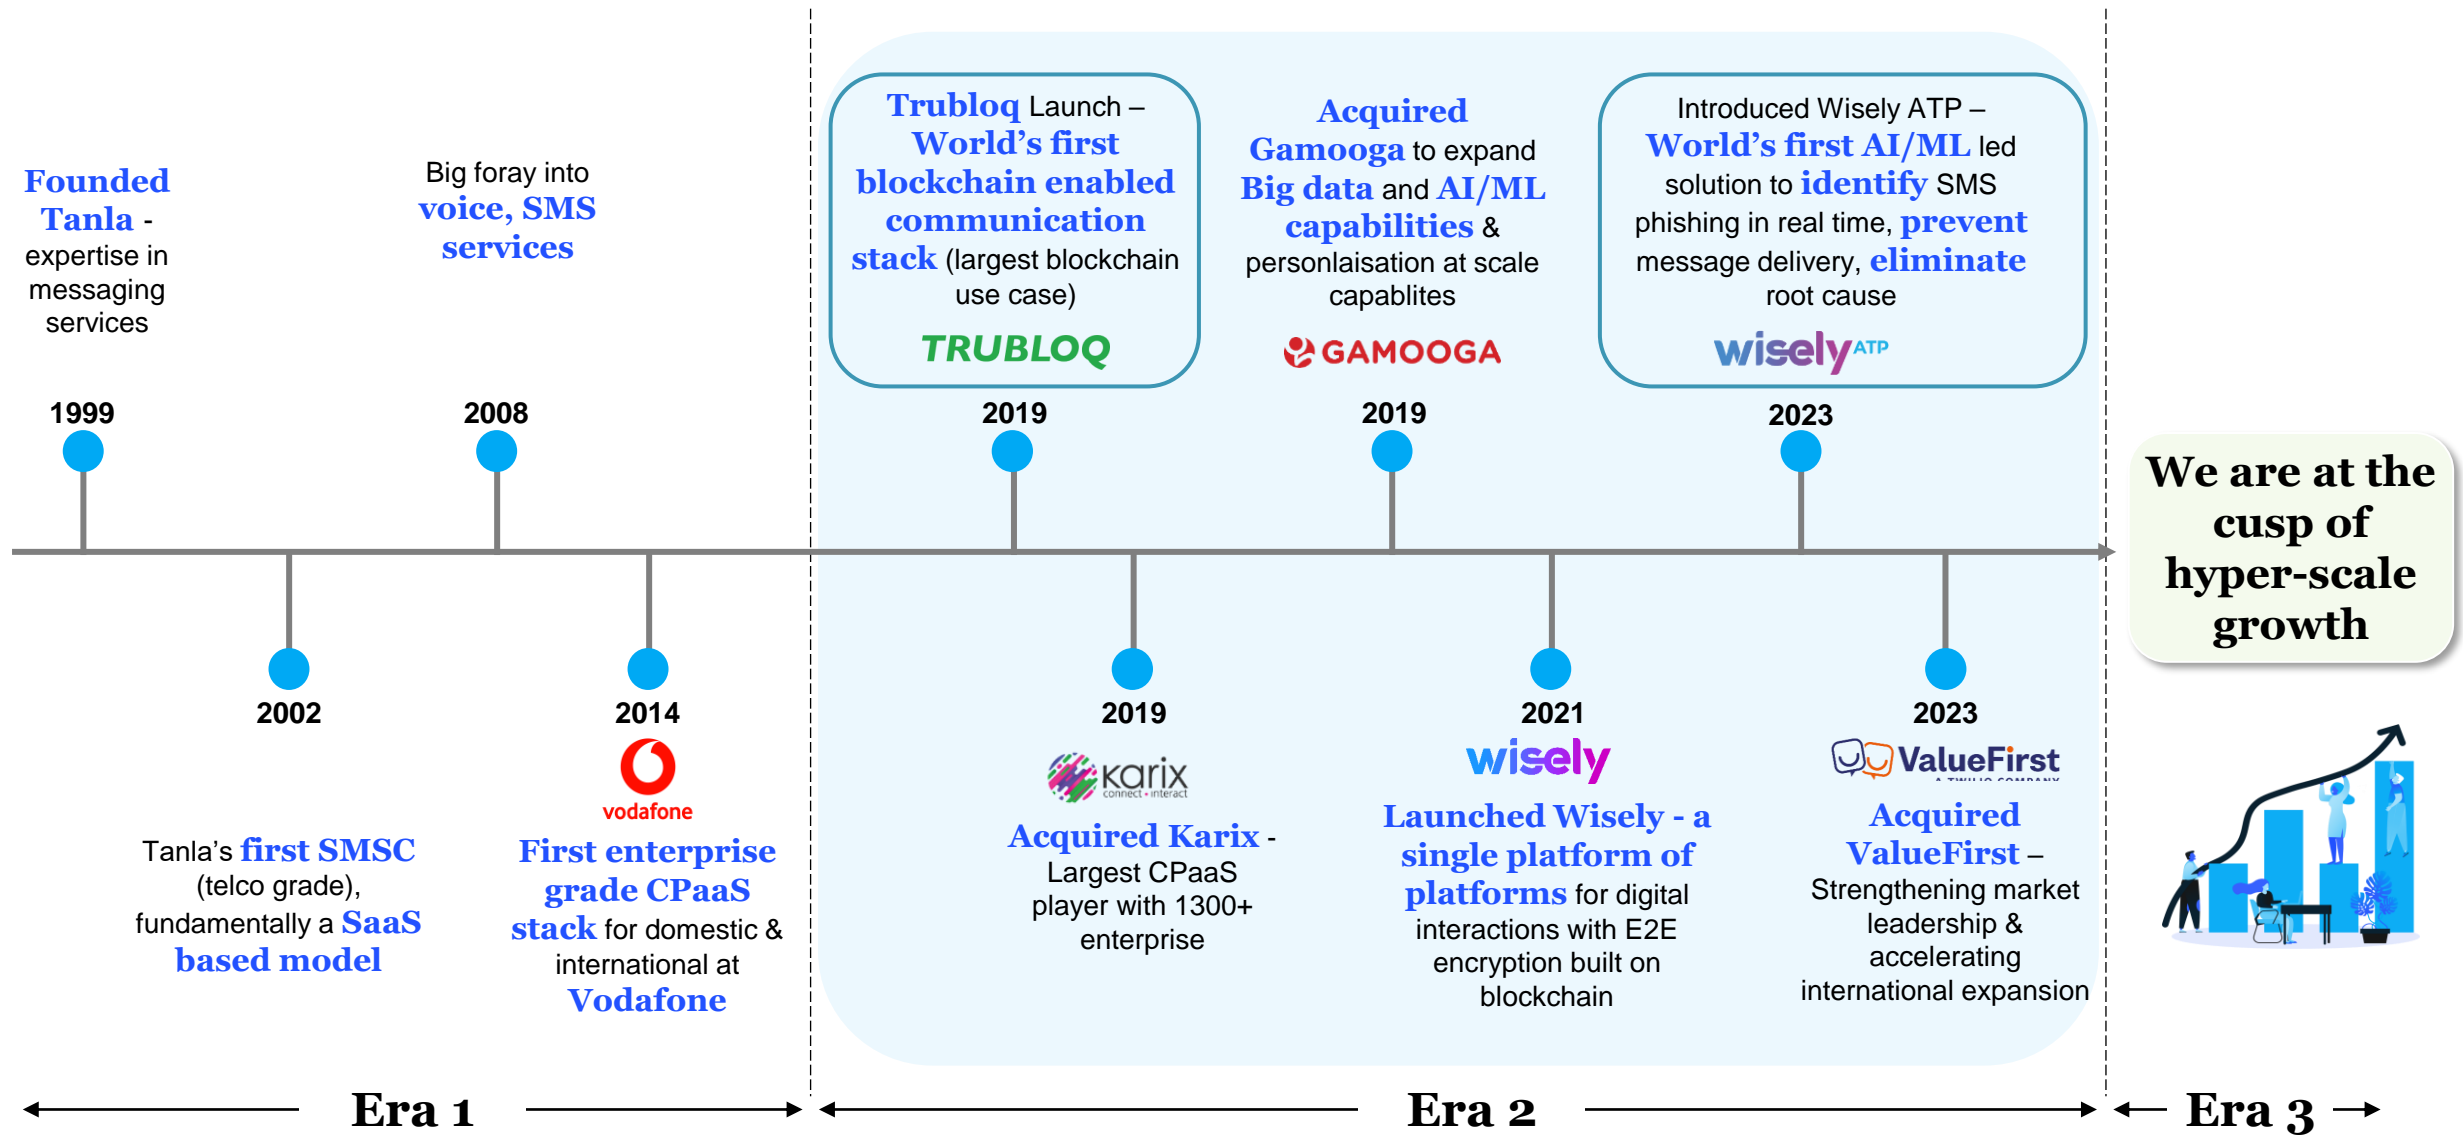 Founded
Tanla -
expertise in
messaging
services
1999
Big foray into
voice, SMS
services
2008
Trubloq Launch –
World’s first
blockchain enabled
communication
stack (largest blockchain
use case)
TRUBLOQ
2019
Acquired
Gamooga to expand
Big data and AI/ML
capabilities &
personlaisation at scale
capablites
GAMOOGA
2019
Introduced Wisely ATP –
World’s first AI/ML led
solution to identify SMS
phishing in real time, prevent
message delivery, eliminate
root cause
wisely ATP
2023
We are at the
cusp of
hyper-scale
growth
2002
Tanla’s first SMSC
(telco grade),
fundamentally a SaaS
based model
2014
vodafone
First enterprise
grade CPaaS
stack for domestic &
international at
Vodafone
2019
karix
connect • interact
Acquired Karix -
Largest CPaaS
player with 1300+
enterprise
2021
wisely
Launched Wisely - a
single platform of
platforms for digital
interactions with E2E
encryption built on
blockchain
2023
ValueFirst
A TWILIO COMPANY
Acquired
ValueFirst –
Strengthening market
leadership &
accelerating
international expansion
Era 1
Era 2
Era 3